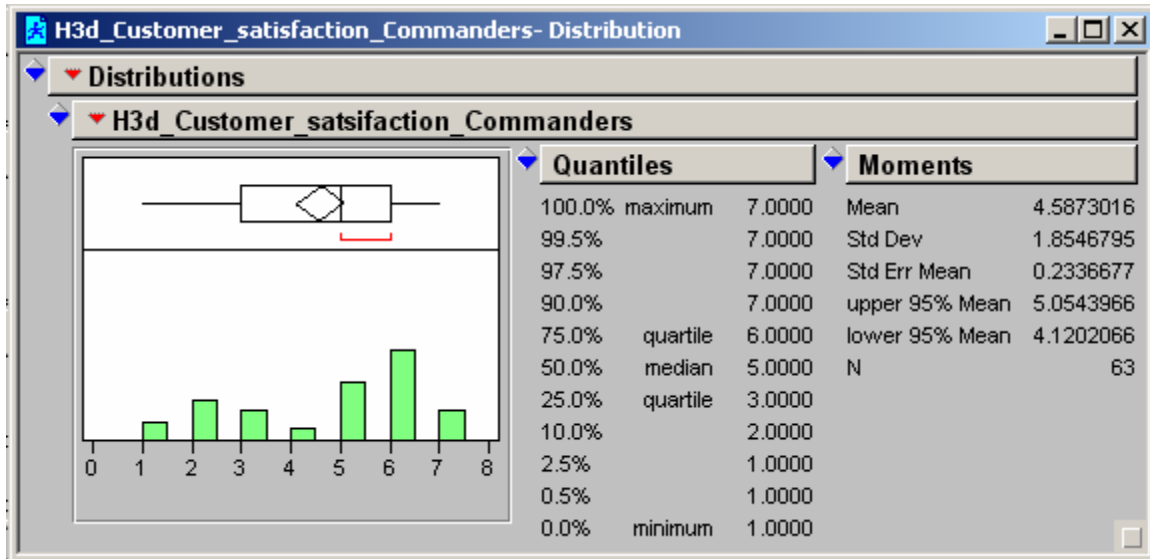 H3d_Customer_satisfaction_Commanders- Distribution
Distributions
H3d_Customer_satsifaction_Commanders
0 1 2 3 4 5 6 7 8
Quantiles
100.0% maximum 7.0000
99.5% 7.0000
97.5% 7.0000
90.0% 7.0000
75.0% quartile 6.0000
50.0% median 5.0000
25.0% quartile 3.0000
10.0% 2.0000
2.5% 1.0000
0.5% 1.0000
0.0% minimum 1.0000
Moments
Mean 4.5873016
Std Dev 1.8546795
Std Err Mean 0.2336677
upper 95% Mean 5.0543966
lower 95% Mean 4.1202066
N 63